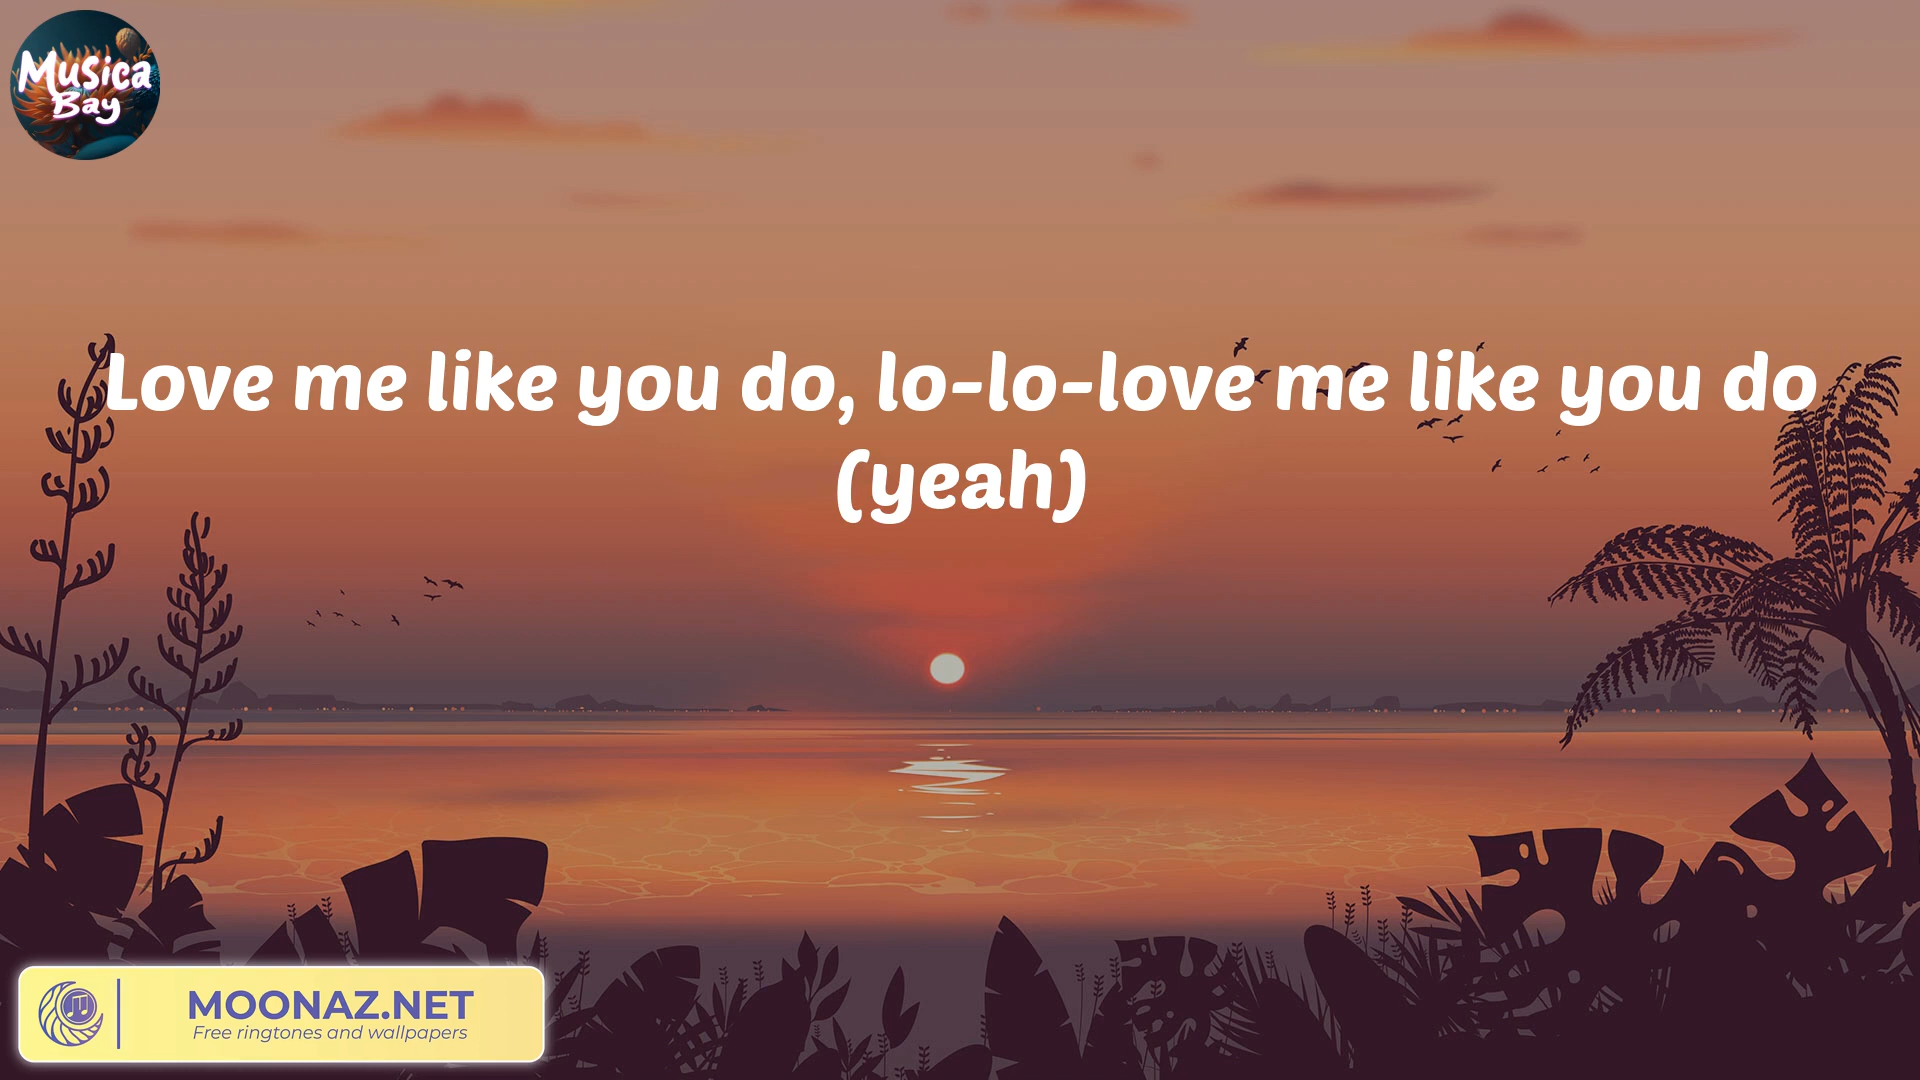 Musica
Bay
Love me like you do, lo-lo-love me like you do
(yeah)
MOONAZ.NET
Free ringtones and wallpapers